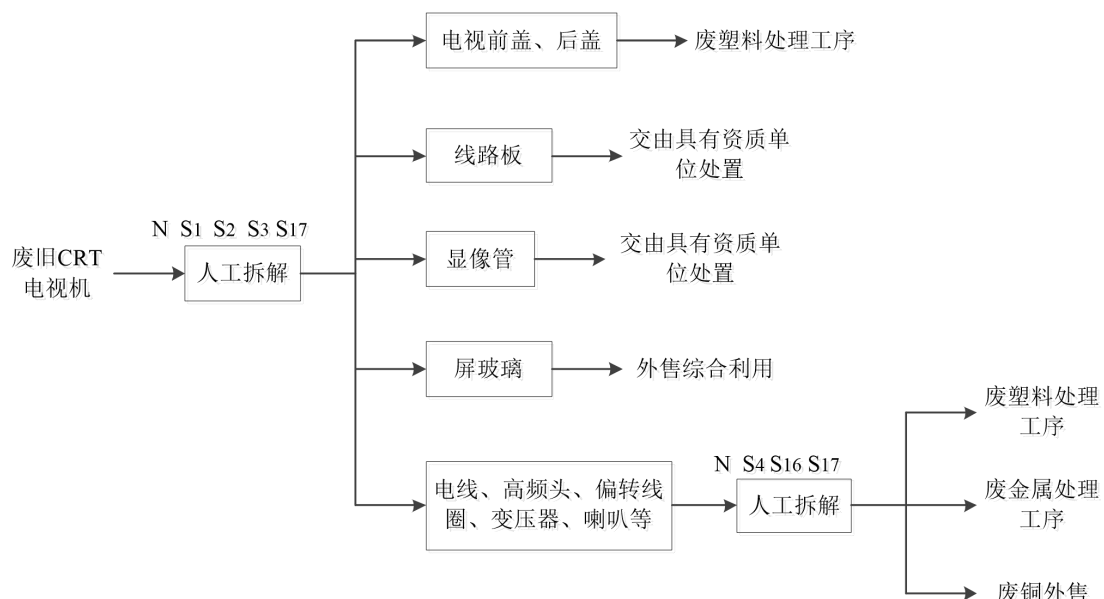 电视前盖、后盖
废塑料处理工序
线路板
交由具有资质单
位处置
N S1 S2 S3 S17
废旧CRT
电视机
人工拆解
显像管
交由具有资质单
位处置
屏玻璃
外售综合利用
电线、高频头、偏转线
圈、变压器、喇叭等
N S4 S16 S17
人工拆解
废塑料处理
工序
废金属处理
工序
废铜外售